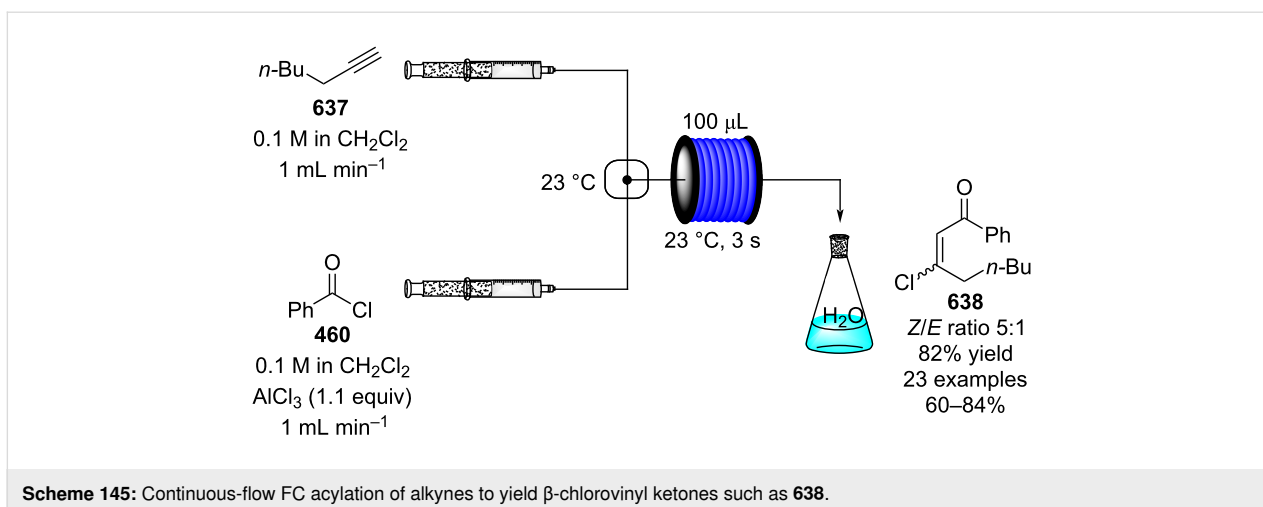 n-Bu
637
0.1 M in CH₂Cl₂
1 mL min⁻¹
O
Ph Cl
460
0.1 M in CH₂Cl₂
AlCl₃ (1.1 equiv)
1 mL min⁻¹
23 °C
100 μL
23 °C, 3 s
H₂O
O
Ph
Cl n-Bu
638
Z/E ratio 5:1
82% yield
23 examples
60–84%
Scheme 145: Continuous-flow FC acylation of alkynes to yield β-chlorovinyl ketones such as 638.